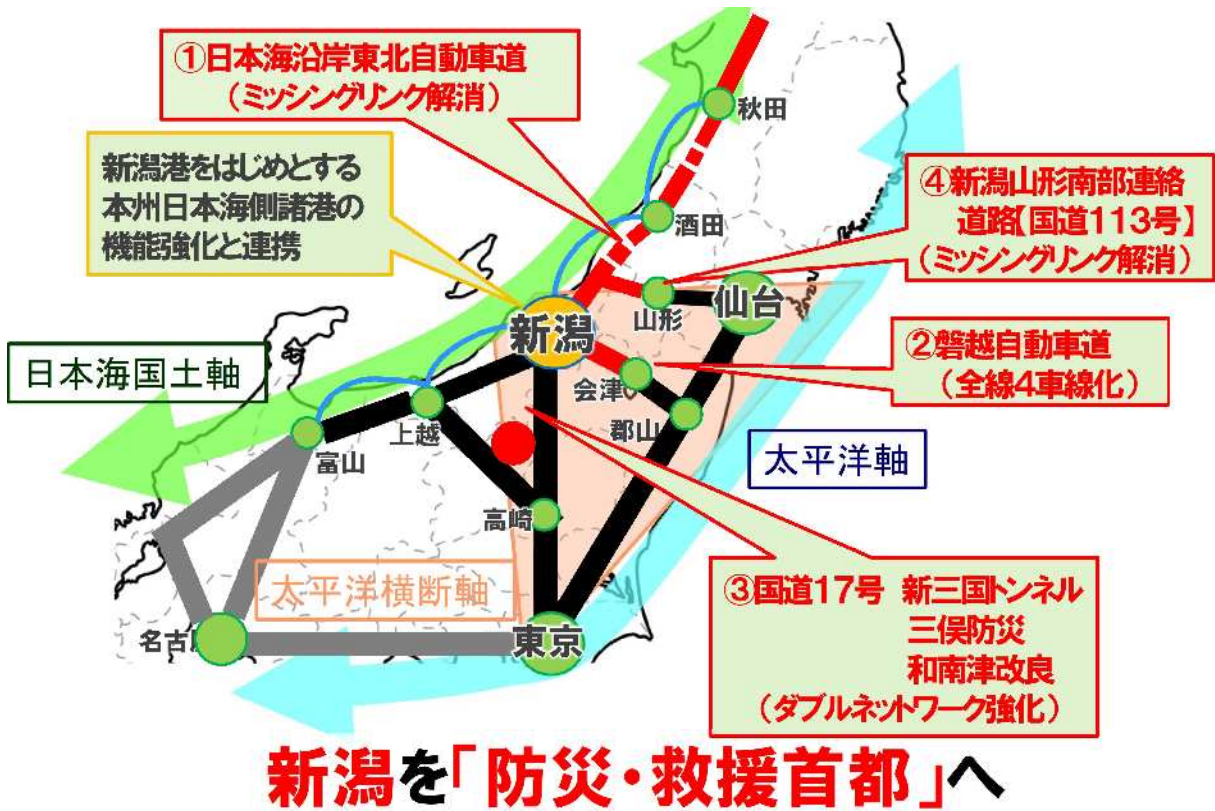 ①日本海沿岸東北自動車道
(ミッシングリンク解消)
秋田
新潟港をはじめとする
本州日本海側諸港の
機能強化と連携
④新潟山形南部連絡
道路【国道113号】
(ミッシングリンク解消)
酒田
仙台
山形
新潟
②磐越自動車道
(全線4車線化)
日本海国土軸
会津
郡山
上越
富山
太平洋軸
高崎
太平洋横断軸
③国道17号 新三国トンネル
三俣防災
和南津改良
(ダブルネットワーク強化)
名古
東京
新潟を「防災・救援首都」へ